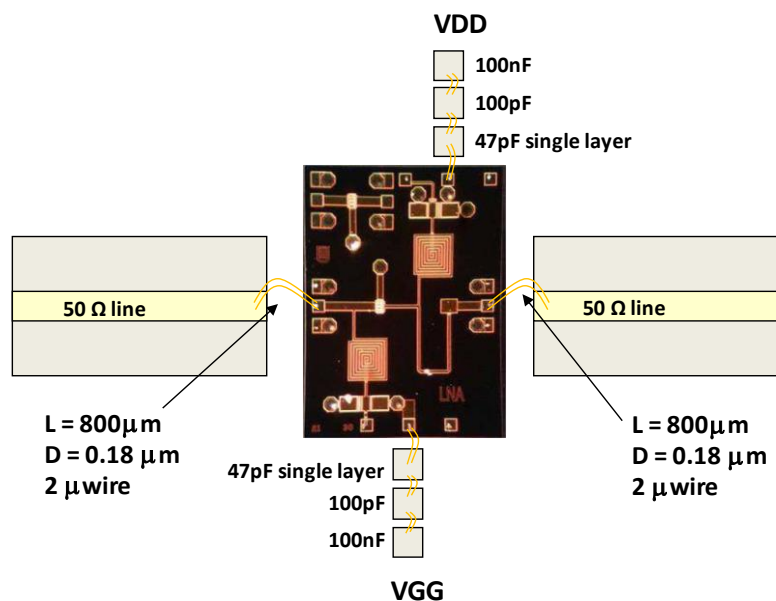 VDD
100nF
100pF
47pF single layer
50 Ω line
50 Ω line
LNA
L = 800μm
D = 0.18 μm
2 μwire
L = 800μm
D = 0.18 μm
2 μwire
47pF single layer
100pF
100nF
VGG